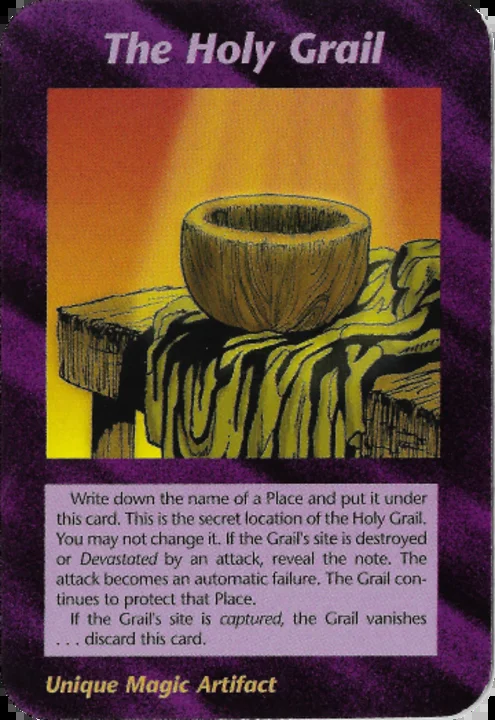 The Holy Grail
Write down the name of a Place and put it under
this card. This is the secret location of the Holy Grail.
You may not change it. If the Grail's site is destroyed
or Devastated by an attack, reveal the note. The
attack becomes an automatic failure. The Grail con-
tinues to protect that Place.
If the Grail's site is captured, the Grail vanishes
. . . discard this card.
Unique Magic Artifact